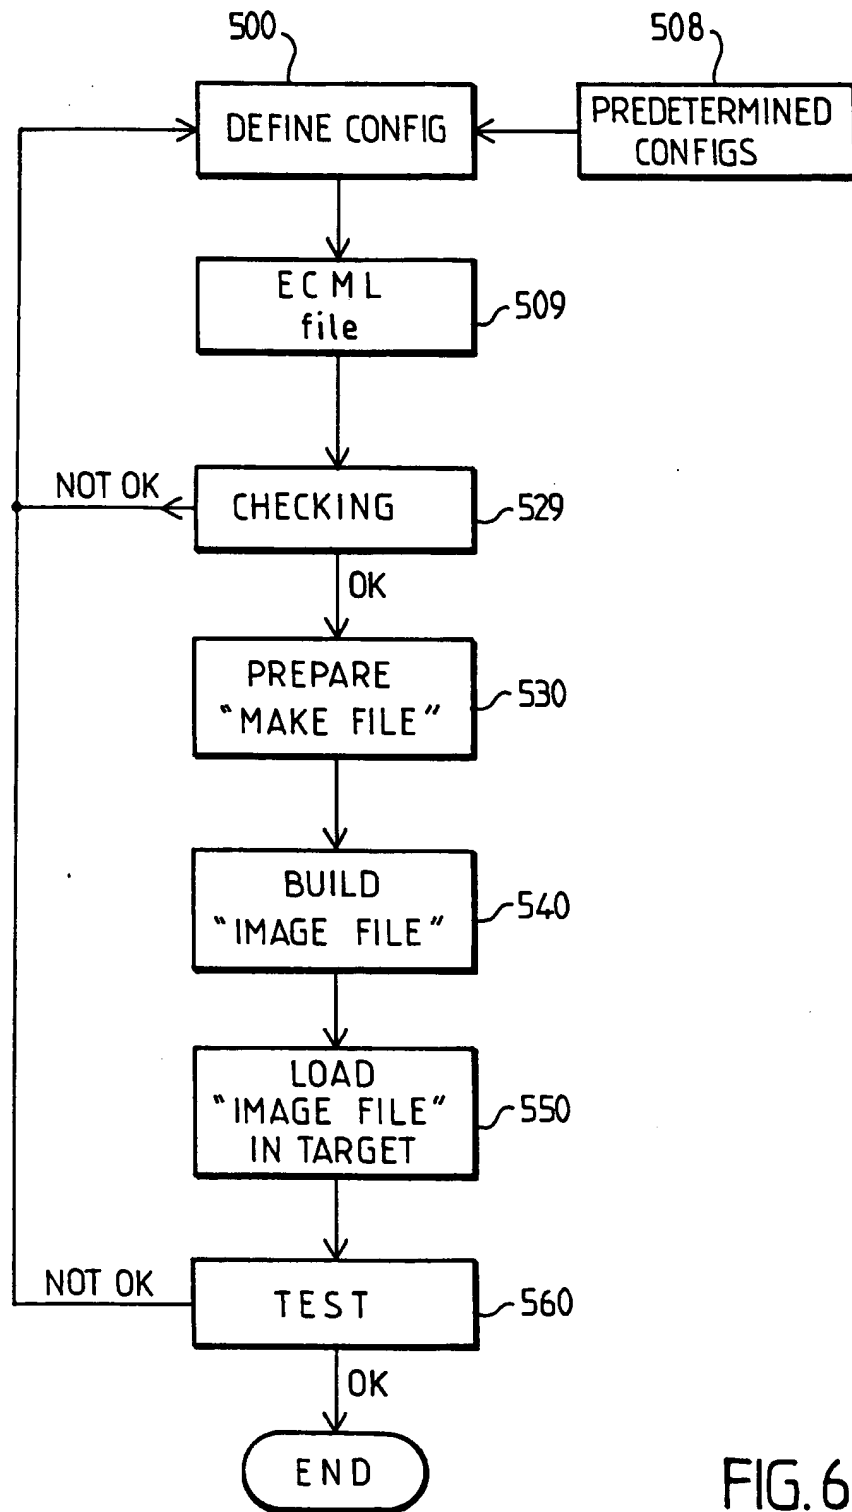 500
508
DEFINE CONFIG
PREDETERMINED
CONFIGS
ECML
file
509
NOT OK
CHECKING
529
OK
PREPARE
"MAKE FILE"
530
BUILD
"IMAGE FILE"
540
LOAD
"IMAGE FILE"
IN TARGET
550
NOT OK
TEST
560
OK
END
FIG. 6